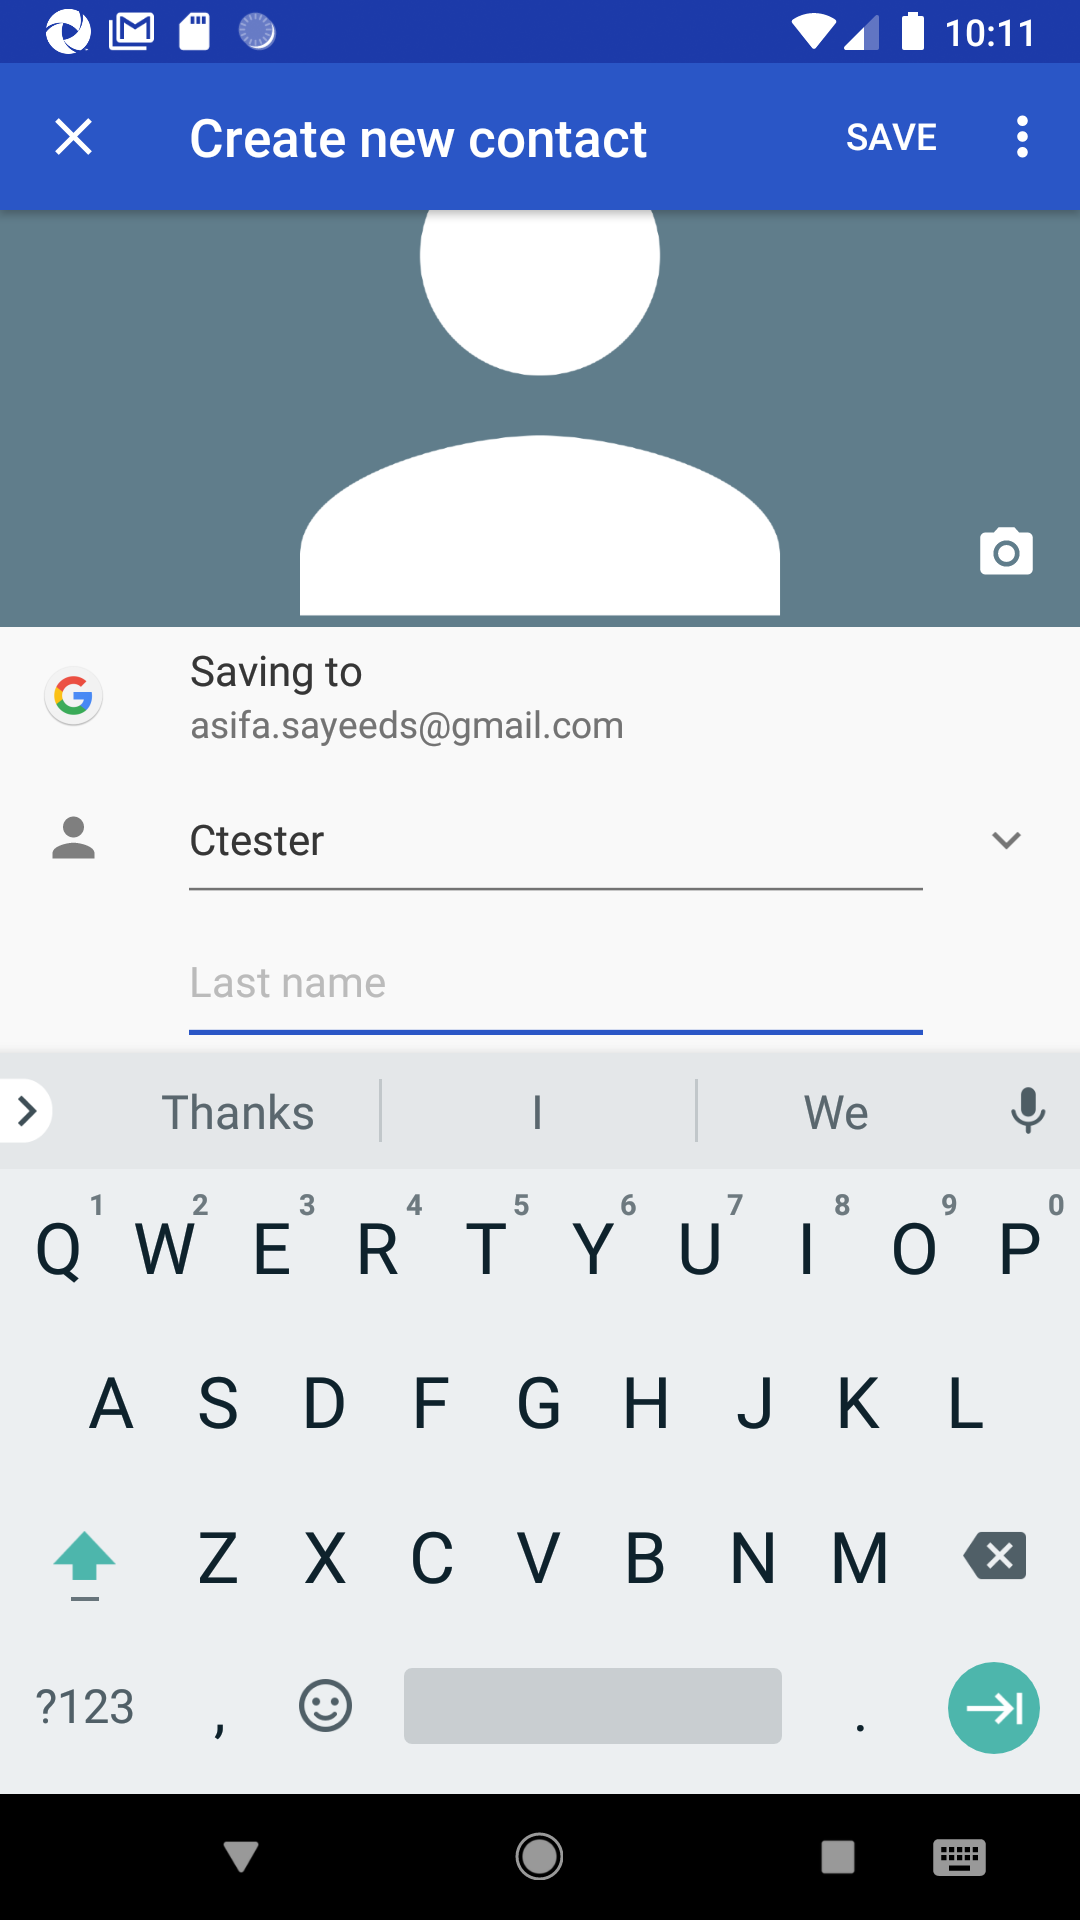 10:11
Create new contact SAVE
Saving to
asifa.sayeeds@gmail.com
Ctester
Last name
Thanks I We
1 2 3 4 5 6 7 8 9 0
Q W E R T Y U I O P
A S D F G H J K L
Z X C V B N M
?123 , .